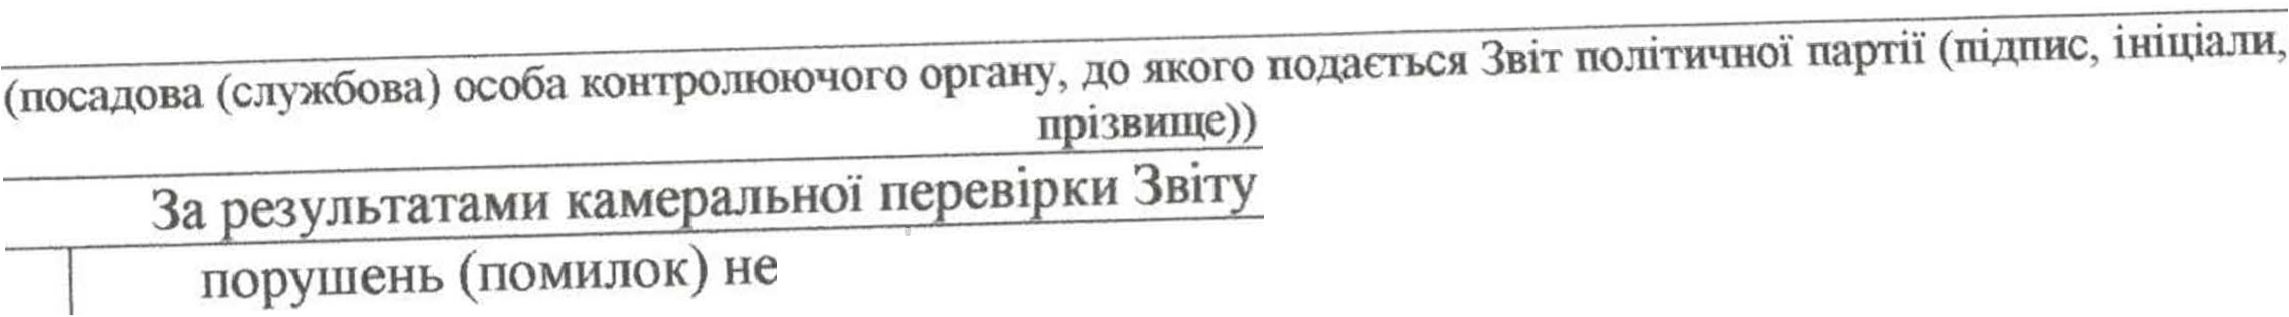 (посадова (службова) особа контролюючого органу, до якого подається Звіт політичної партії (підпис, ініціали,
прізвище))
За результатами камеральної перевірки Звіту
порушень (помилок) не